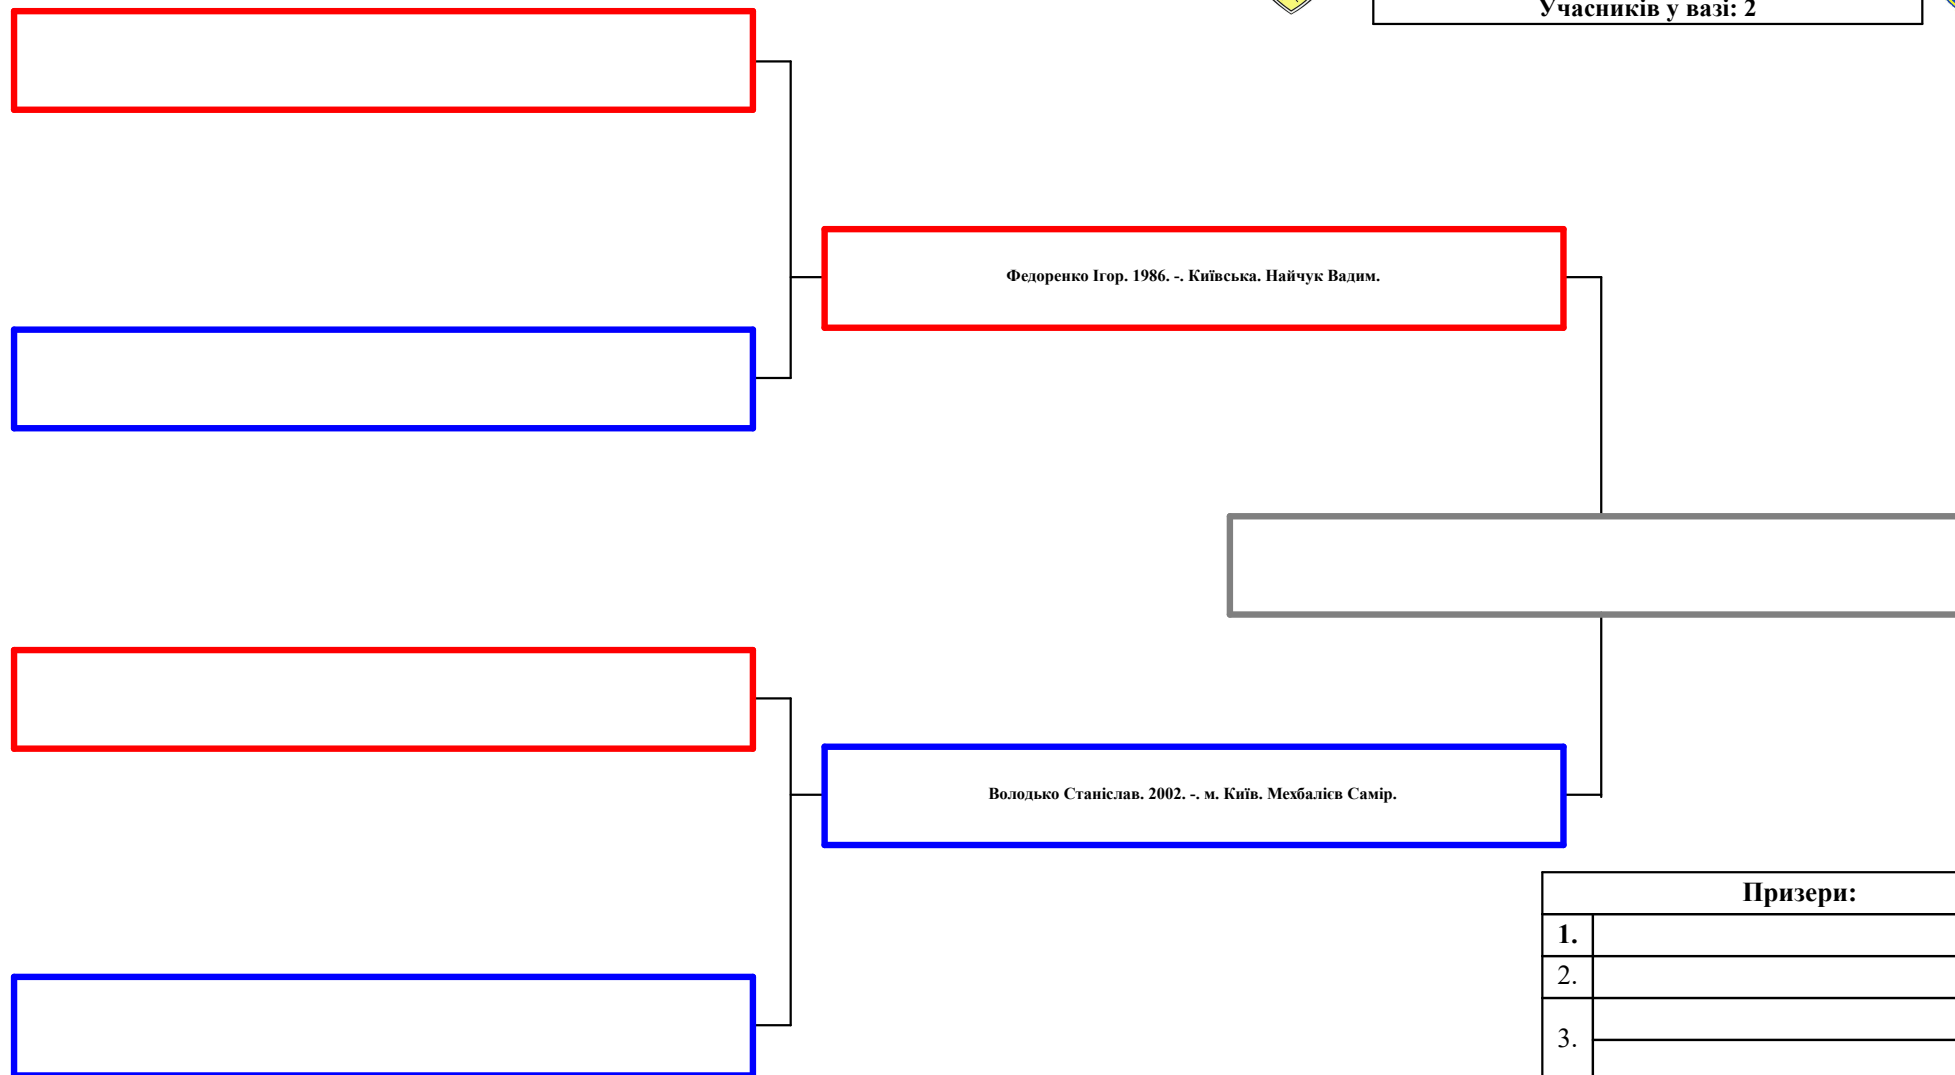 Учасників у вазі: 2
Федоренко Ігор. 1986. -. Київська. Найчук Вадим.
Володько Станіслав. 2002. -. м. Київ. Мехбалієв Самір.
Призери:
1.
2.
3.